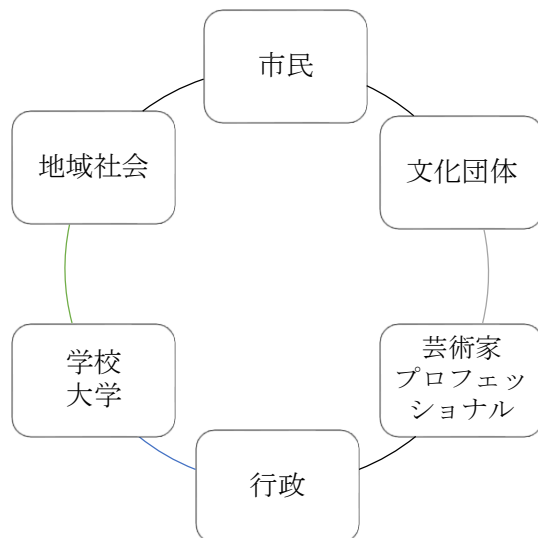 市民
地域社会
文化団体
学校
大学
芸術家
プロフェッ
ショナル
行政